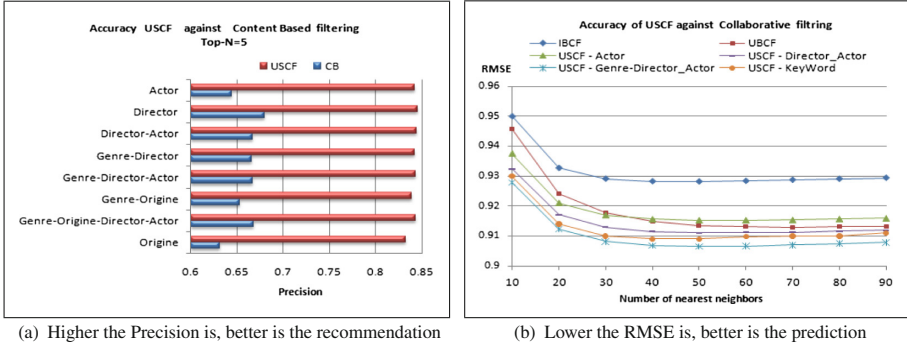 Accuracy USCF against Content Based filtering
Top-N=5
USCF CB
Actor
Director
Director-Actor
Genre-Director
Genre-Director-Actor
Genre-Origine
Genre-Origine-Director-Actor
Origine
0.6 0.65 0.7 0.75 0.8 0.85
Precision
(a) Higher the Precision is, better is the recommendation
Accuracy of USCF against Collaborative filtring
IBCF UBCF
USCF - Actor USCF - Director_Actor
USCF - Genre-Director_Actor USCF - KeyWord
RMSE
0.96
0.95
0.94
0.93
0.92
0.91
0.9
10 20 30 40 50 60 70 80 90
Number of nearest neighbors
(b) Lower the RMSE is, better is the prediction